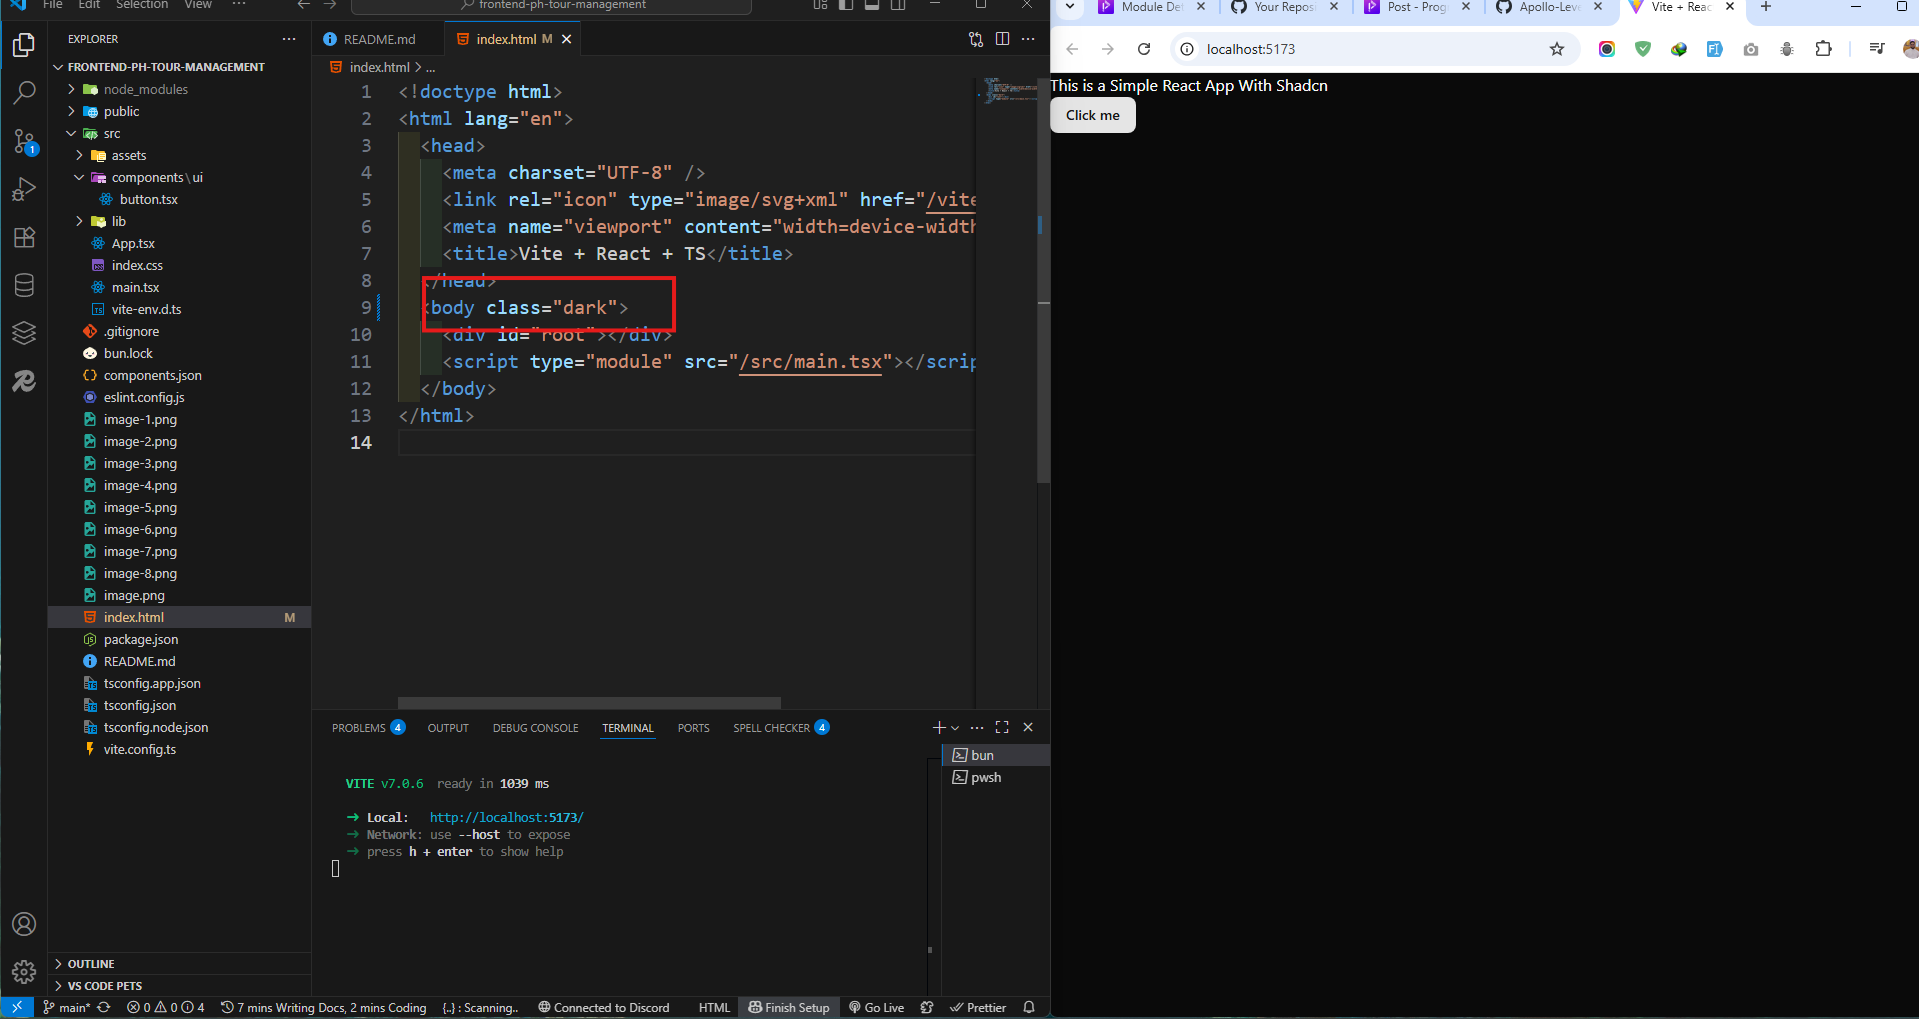 File Edit Selection View ···
frontend-ph-tour-management
EXPLORER ···
FRONTEND-PH-TOUR-MANAGEMENT
node_modules
public
src
assets
components\ui
button.tsx
lib
App.tsx
index.css
main.tsx
TS vite-env.d.ts
.gitignore
bun.lock
components.json
eslint.config.js
image-1.png
image-2.png
image-3.png
image-4.png
image-5.png
image-6.png
image-7.png
image-8.png
image.png
index.html M
package.json
README.md
tsconfig.app.json
tsconfig.json
tsconfig.node.json
vite.config.ts
OUTLINE
VS CODE PETS
1
README.md index.html M
index.html > ...
1 <!doctype html>
2 <html lang="en">
3 <head>
4 <meta charset="UTF-8" />
5 <link rel="icon" type="image/svg+xml" href="/vite
6 <meta name="viewport" content="width=device-width
7 <title>Vite + React + TS</title>
8 </head>
9 <body class="dark">
10 <div id="root"></div>
11 <script type="module" src="/src/main.tsx"></scrip
12 </body>
13 </html>
14
PROBLEMS 4 OUTPUT DEBUG CONSOLE TERMINAL PORTS SPELL CHECKER 4
bun
pwsh
VITE v7.0.6 ready in 1039 ms
➜ Local: http://localhost:5173/
➜ Network: use --host to expose
➜ press h + enter to show help
main* 0 0 4 7 mins Writing Docs, 2 mins Coding {..} : Scanning.. Connected to Discord HTML Finish Setup Go Live Prettier
Module Det Your Reposi Post - Prog Apollo-Leve Vite + Reac
localhost:5173
This is a Simple React App With Shadcn
Click me